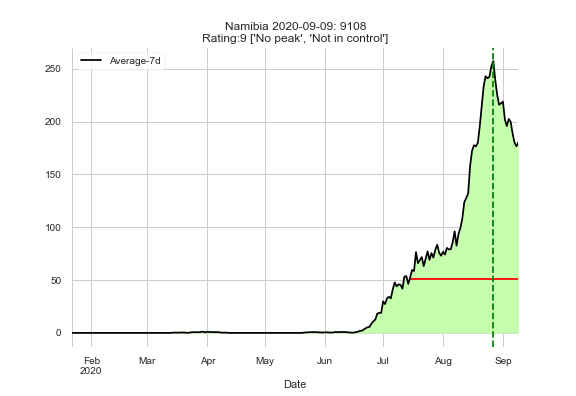 Namibia 2020-09-09: 9108
Rating:9 ['No peak', 'Not in control']
Average-7d
250
200
150
100
50
0
Feb Mar Apr May Jun Jul Aug Sep
2020
Date